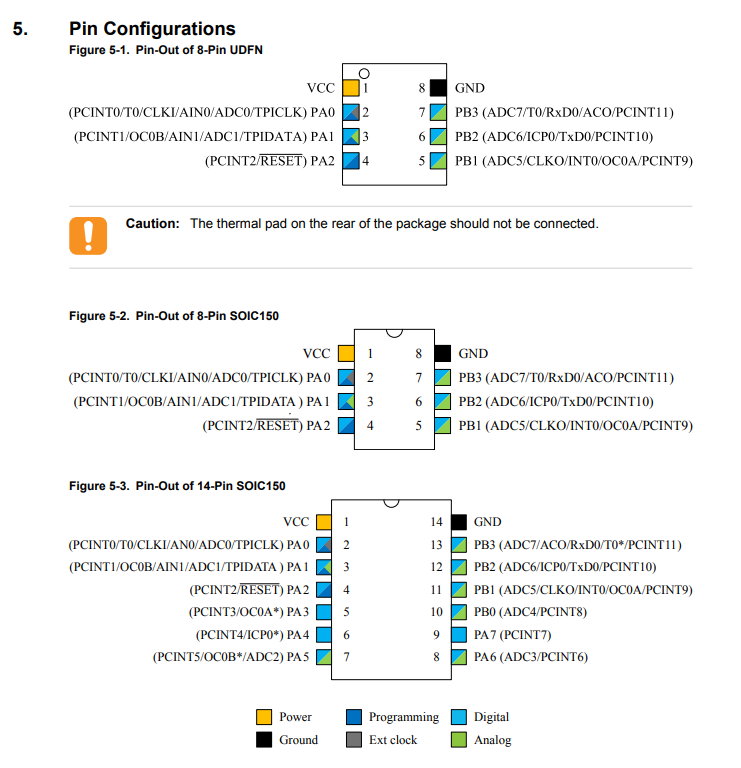 5. Pin Configurations
Figure 5-1. Pin-Out of 8-Pin UDFN
VCC 1 8 GND
(PCINT0/T0/CLKI/AIN0/ADC0/TPICLK) PA0 2 7 PB3 (ADC7/T0/RxD0/ACO/PCINT11)
(PCINT1/OC0B/AIN1/ADC1/TPIDATA) PA1 3 6 PB2 (ADC6/ICP0/TxD0/PCINT10)
(PCINT2/RESET) PA2 4 5 PB1 (ADC5/CLKO/INT0/OC0A/PCINT9)
! Caution: The thermal pad on the rear of the package should not be connected.
Figure 5-2. Pin-Out of 8-Pin SOIC150
VCC 1 8 GND
(PCINT0/T0/CLKI/AIN0/ADC0/TPICLK) PA0 2 7 PB3 (ADC7/T0/RxD0/ACO/PCINT11)
(PCINT1/OC0B/AIN1/ADC1/TPIDATA ) PA1 3 6 PB2 (ADC6/ICP0/TxD0/PCINT10)
(PCINT2/RESET) PA2 4 5 PB1 (ADC5/CLKO/INT0/OC0A/PCINT9)
Figure 5-3. Pin-Out of 14-Pin SOIC150
VCC 1 14 GND
(PCINT0/T0/CLKI/AN0/ADC0/TPICLK) PA0 2 13 PB3 (ADC7/ACO/RxD0/T0*/PCINT11)
(PCINT1/OC0B/AIN1/ADC1/TPIDATA ) PA1 3 12 PB2 (ADC6/ICP0/TxD0/PCINT10)
(PCINT2/RESET) PA2 4 11 PB1 (ADC5/CLKO/INT0/OC0A/PCINT9)
(PCINT3/OC0A*) PA3 5 10 PB0 (ADC4/PCINT8)
(PCINT4/ICP0*) PA4 6 9 PA7 (PCINT7)
(PCINT5/OC0B*/ADC2) PA5 7 8 PA6 (ADC3/PCINT6)
Power Programming Digital
Ground Ext clock Analog